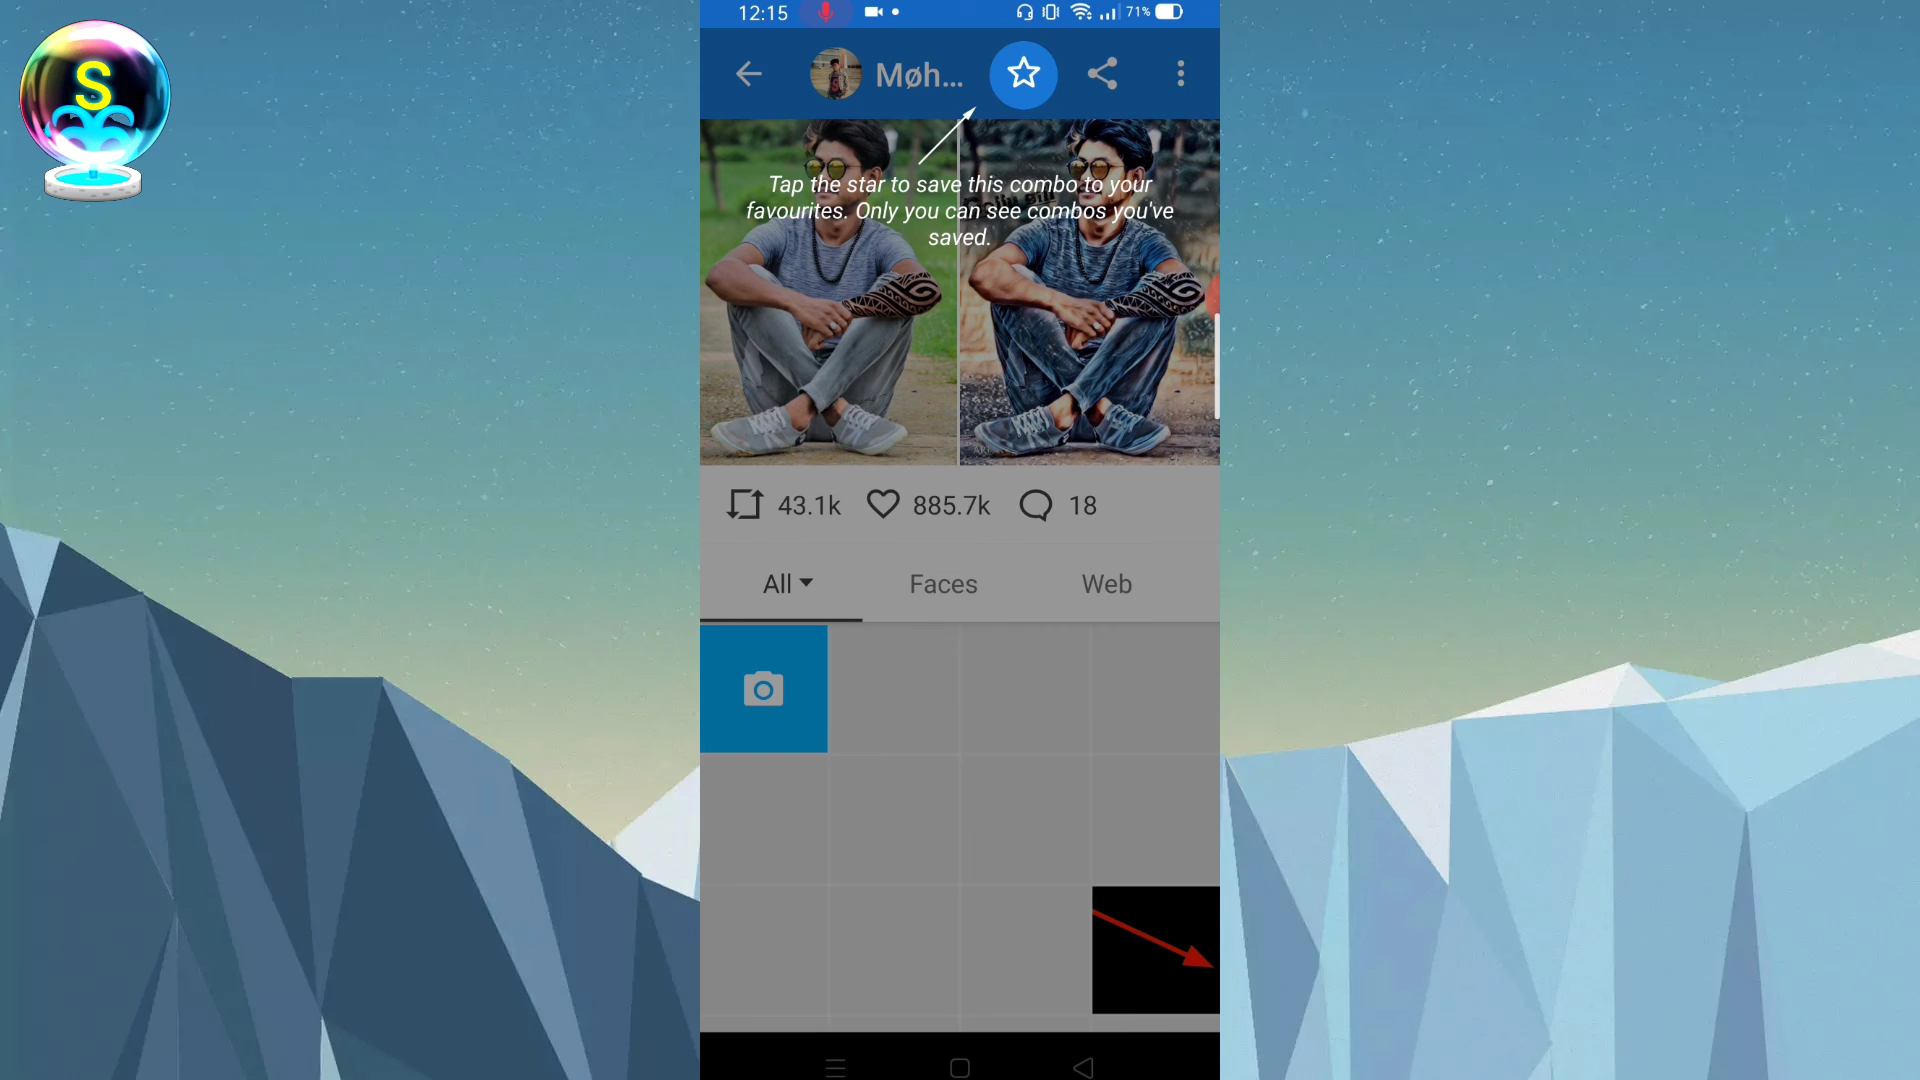 S
12:15
71%
Møh...
Tap the star to save this combo to your
favourites. Only you can see combos you've
saved.
43.1k
885.7k
18
All
Faces
Web